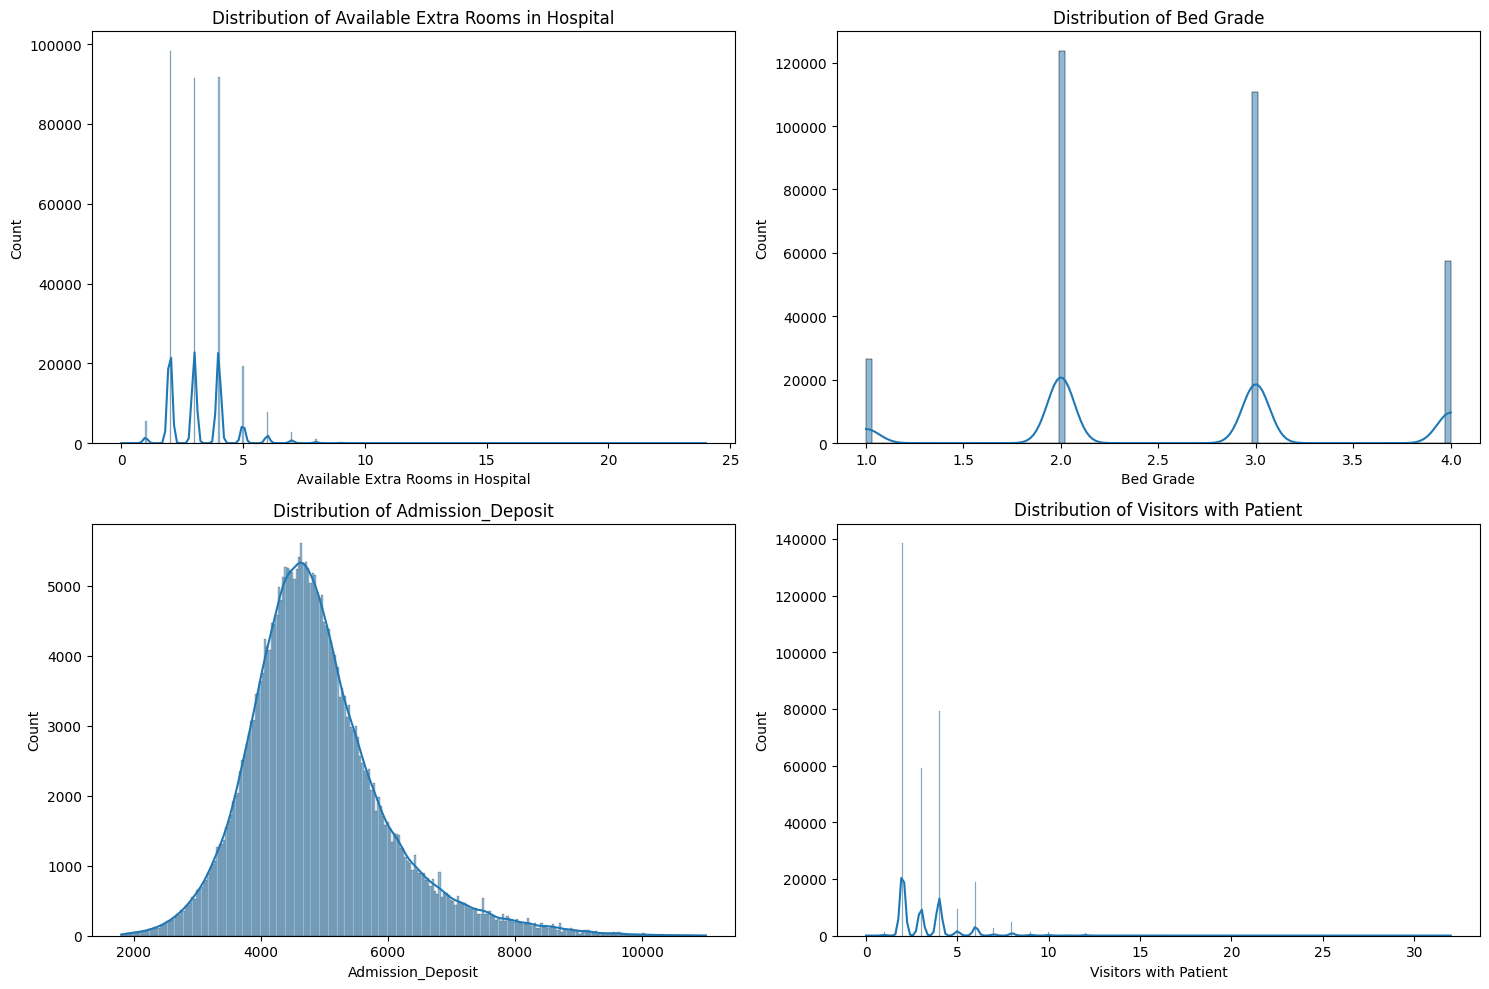 Distribution of Available Extra Rooms in Hospital
Count
100000
80000
60000
40000
20000
0
0 5 10 15 20 25
Available Extra Rooms in Hospital
Distribution of Bed Grade
Count
120000
100000
80000
60000
40000
20000
0
1.0 1.5 2.0 2.5 3.0 3.5 4.0
Bed Grade
Distribution of Admission_Deposit
Count
5000
4000
3000
2000
1000
0
2000 4000 6000 8000 10000
Admission_Deposit
Distribution of Visitors with Patient
Count
140000
120000
100000
80000
60000
40000
20000
0
0 5 10 15 20 25 30
Visitors with Patient